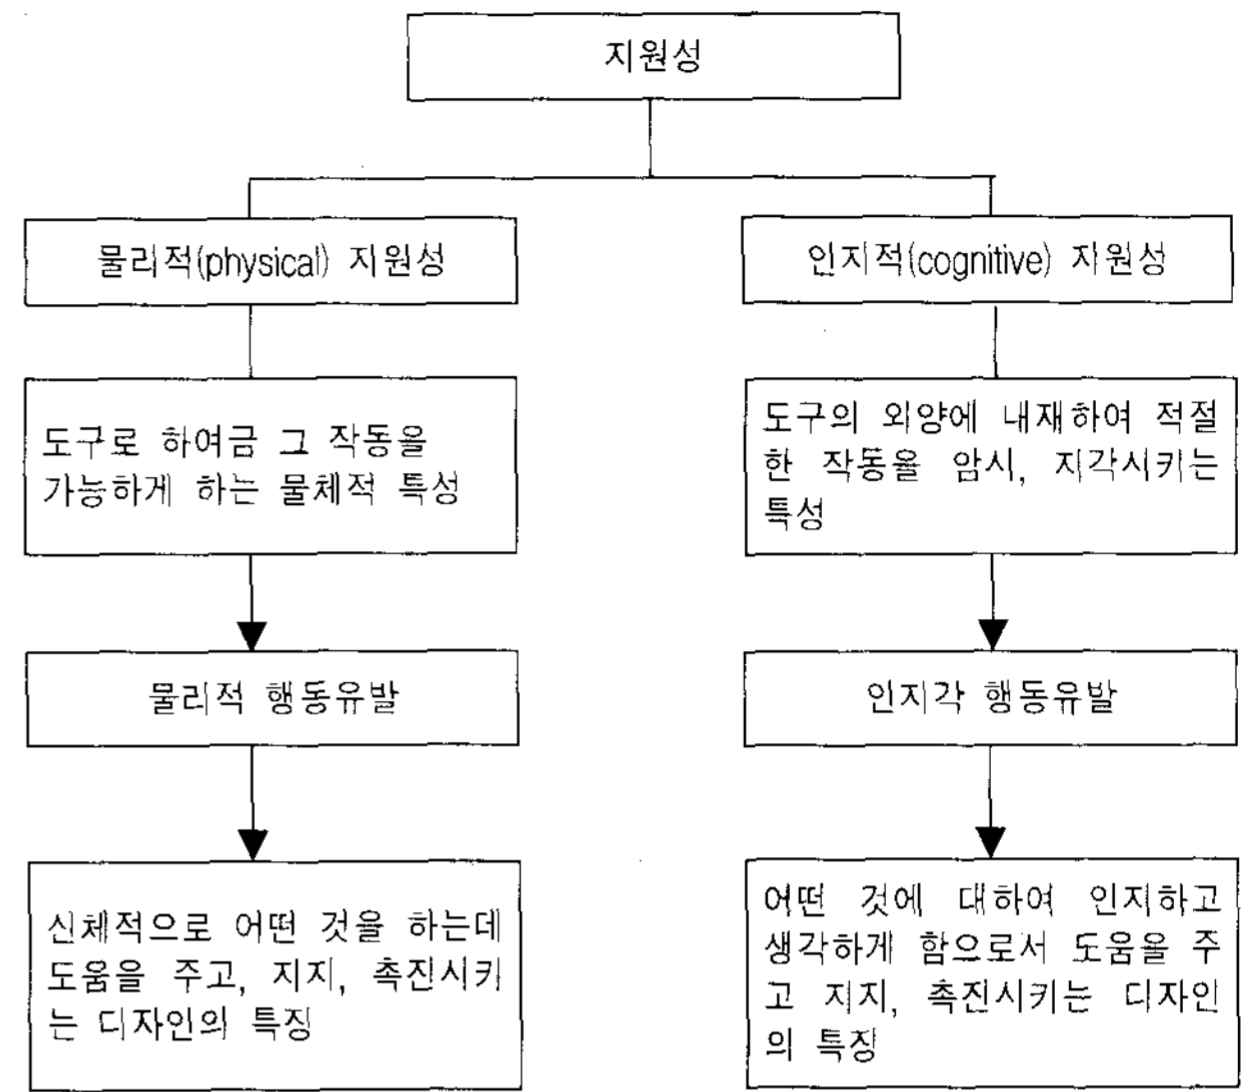 지원성
물리적(physical) 지원성
인지적(cognitive) 지원성
도구로 하여금 그 작동을
가능하게 하는 물체적 특성
도구의 외양에 내재하여 적절
한 작동을 암시, 지각시키는
특성
물리적 행동유발
인지각 행동유발
신체적으로 어떤 것을 하는데
도움을 주고, 지지, 촉진시키
는 디자인의 특징
어떤 것에 대하여 인지하고
생각하게 함으로서 도움을 주
고 지지, 촉진시키는 디자인
의 특징